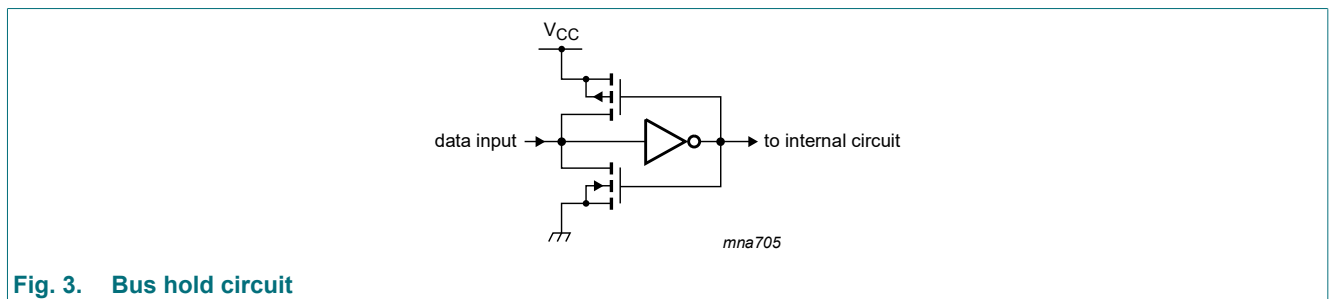 VCC
data input
to internal circuit
mna705
Fig. 3. Bus hold circuit